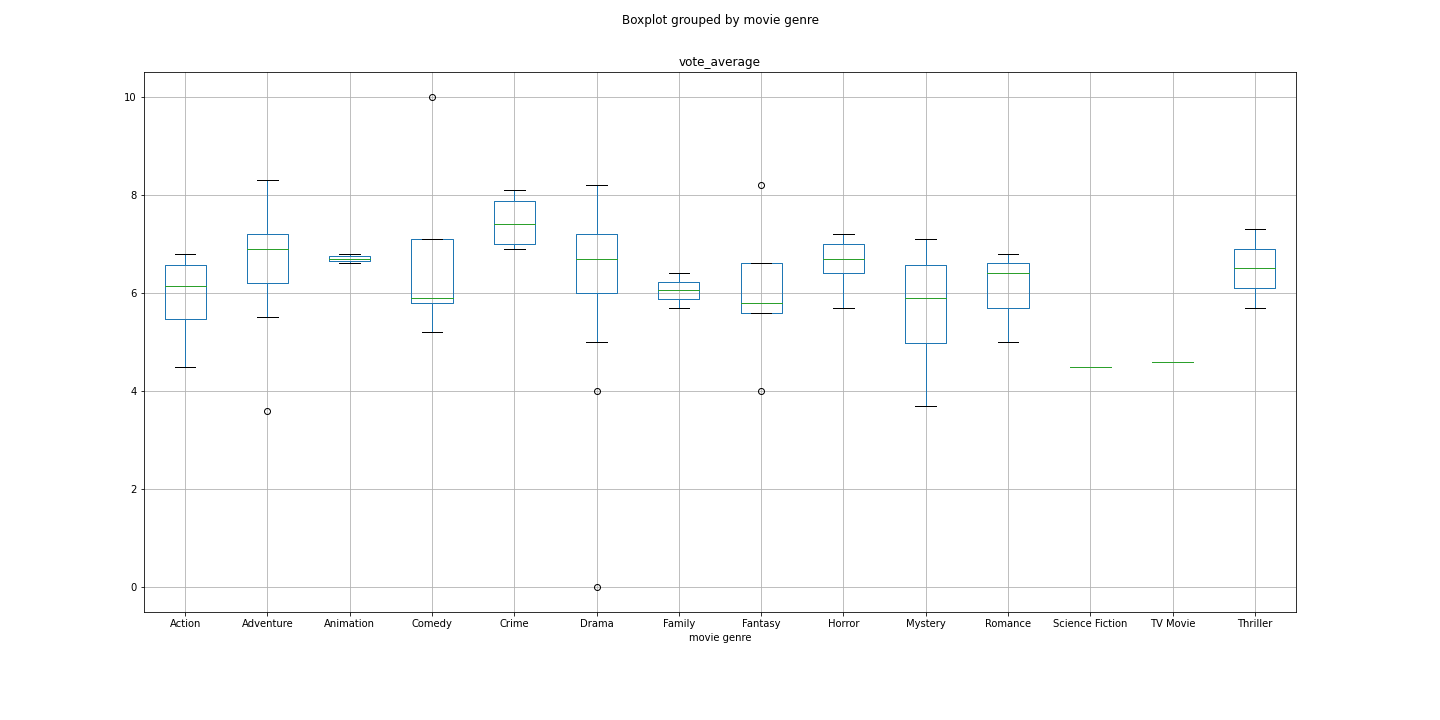 Boxplot grouped by movie genre
vote_average
10
8
6
4
2
0
Action Adventure Animation Comedy Crime Drama Family Fantasy Horror Mystery Romance Science Fiction TV Movie Thriller
movie genre